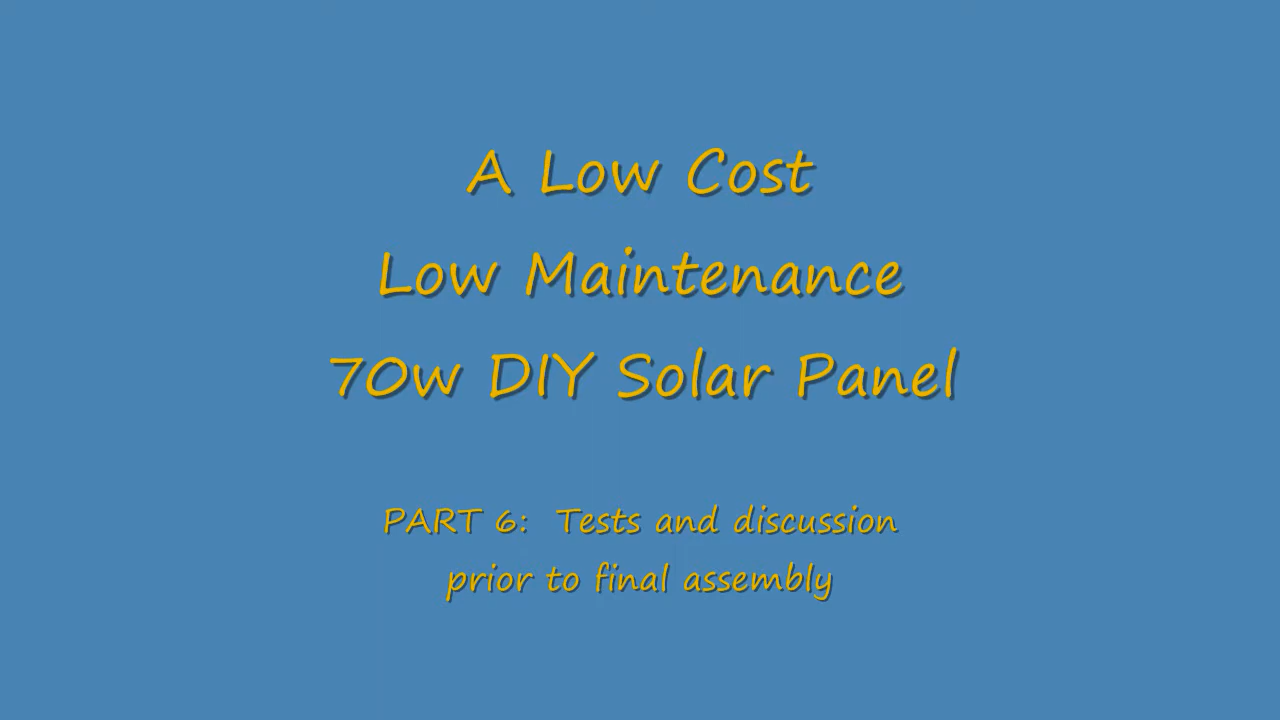 A Low Cost
Low Maintenance
70w DIY Solar Panel
PART 6: Tests and discussion
prior to final assembly